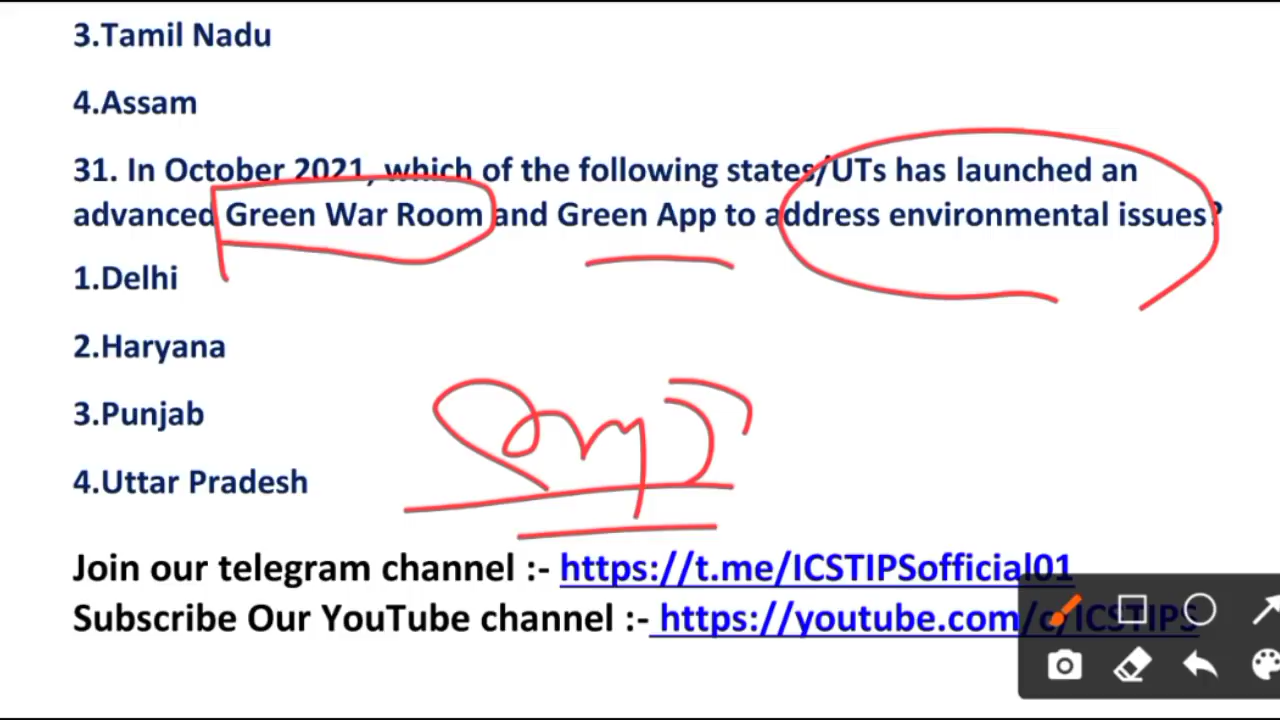 3.Tamil Nadu
4.Assam
31. In October 2021, which of the following states/UTs has launched an
advanced Green War Room and Green App to address environmental issues?
1.Delhi
2.Haryana
3.Punjab
4.Uttar Pradesh
Join our telegram channel :- https://t.me/ICSTIPSofficial01
Subscribe Our YouTube channel :- https://youtube.com/c/ICSTIPS